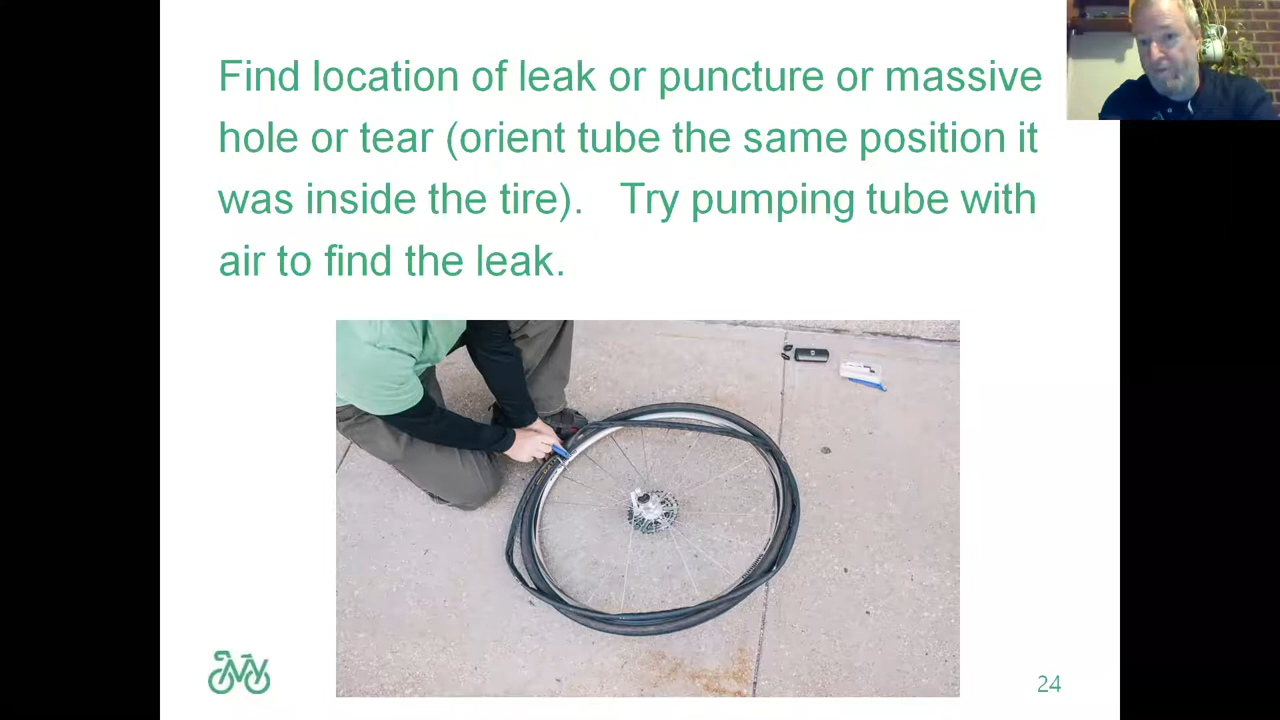 Find location of leak or puncture or massive
hole or tear (orient tube the same position it
was inside the tire).   Try pumping tube with
air to find the leak.
24